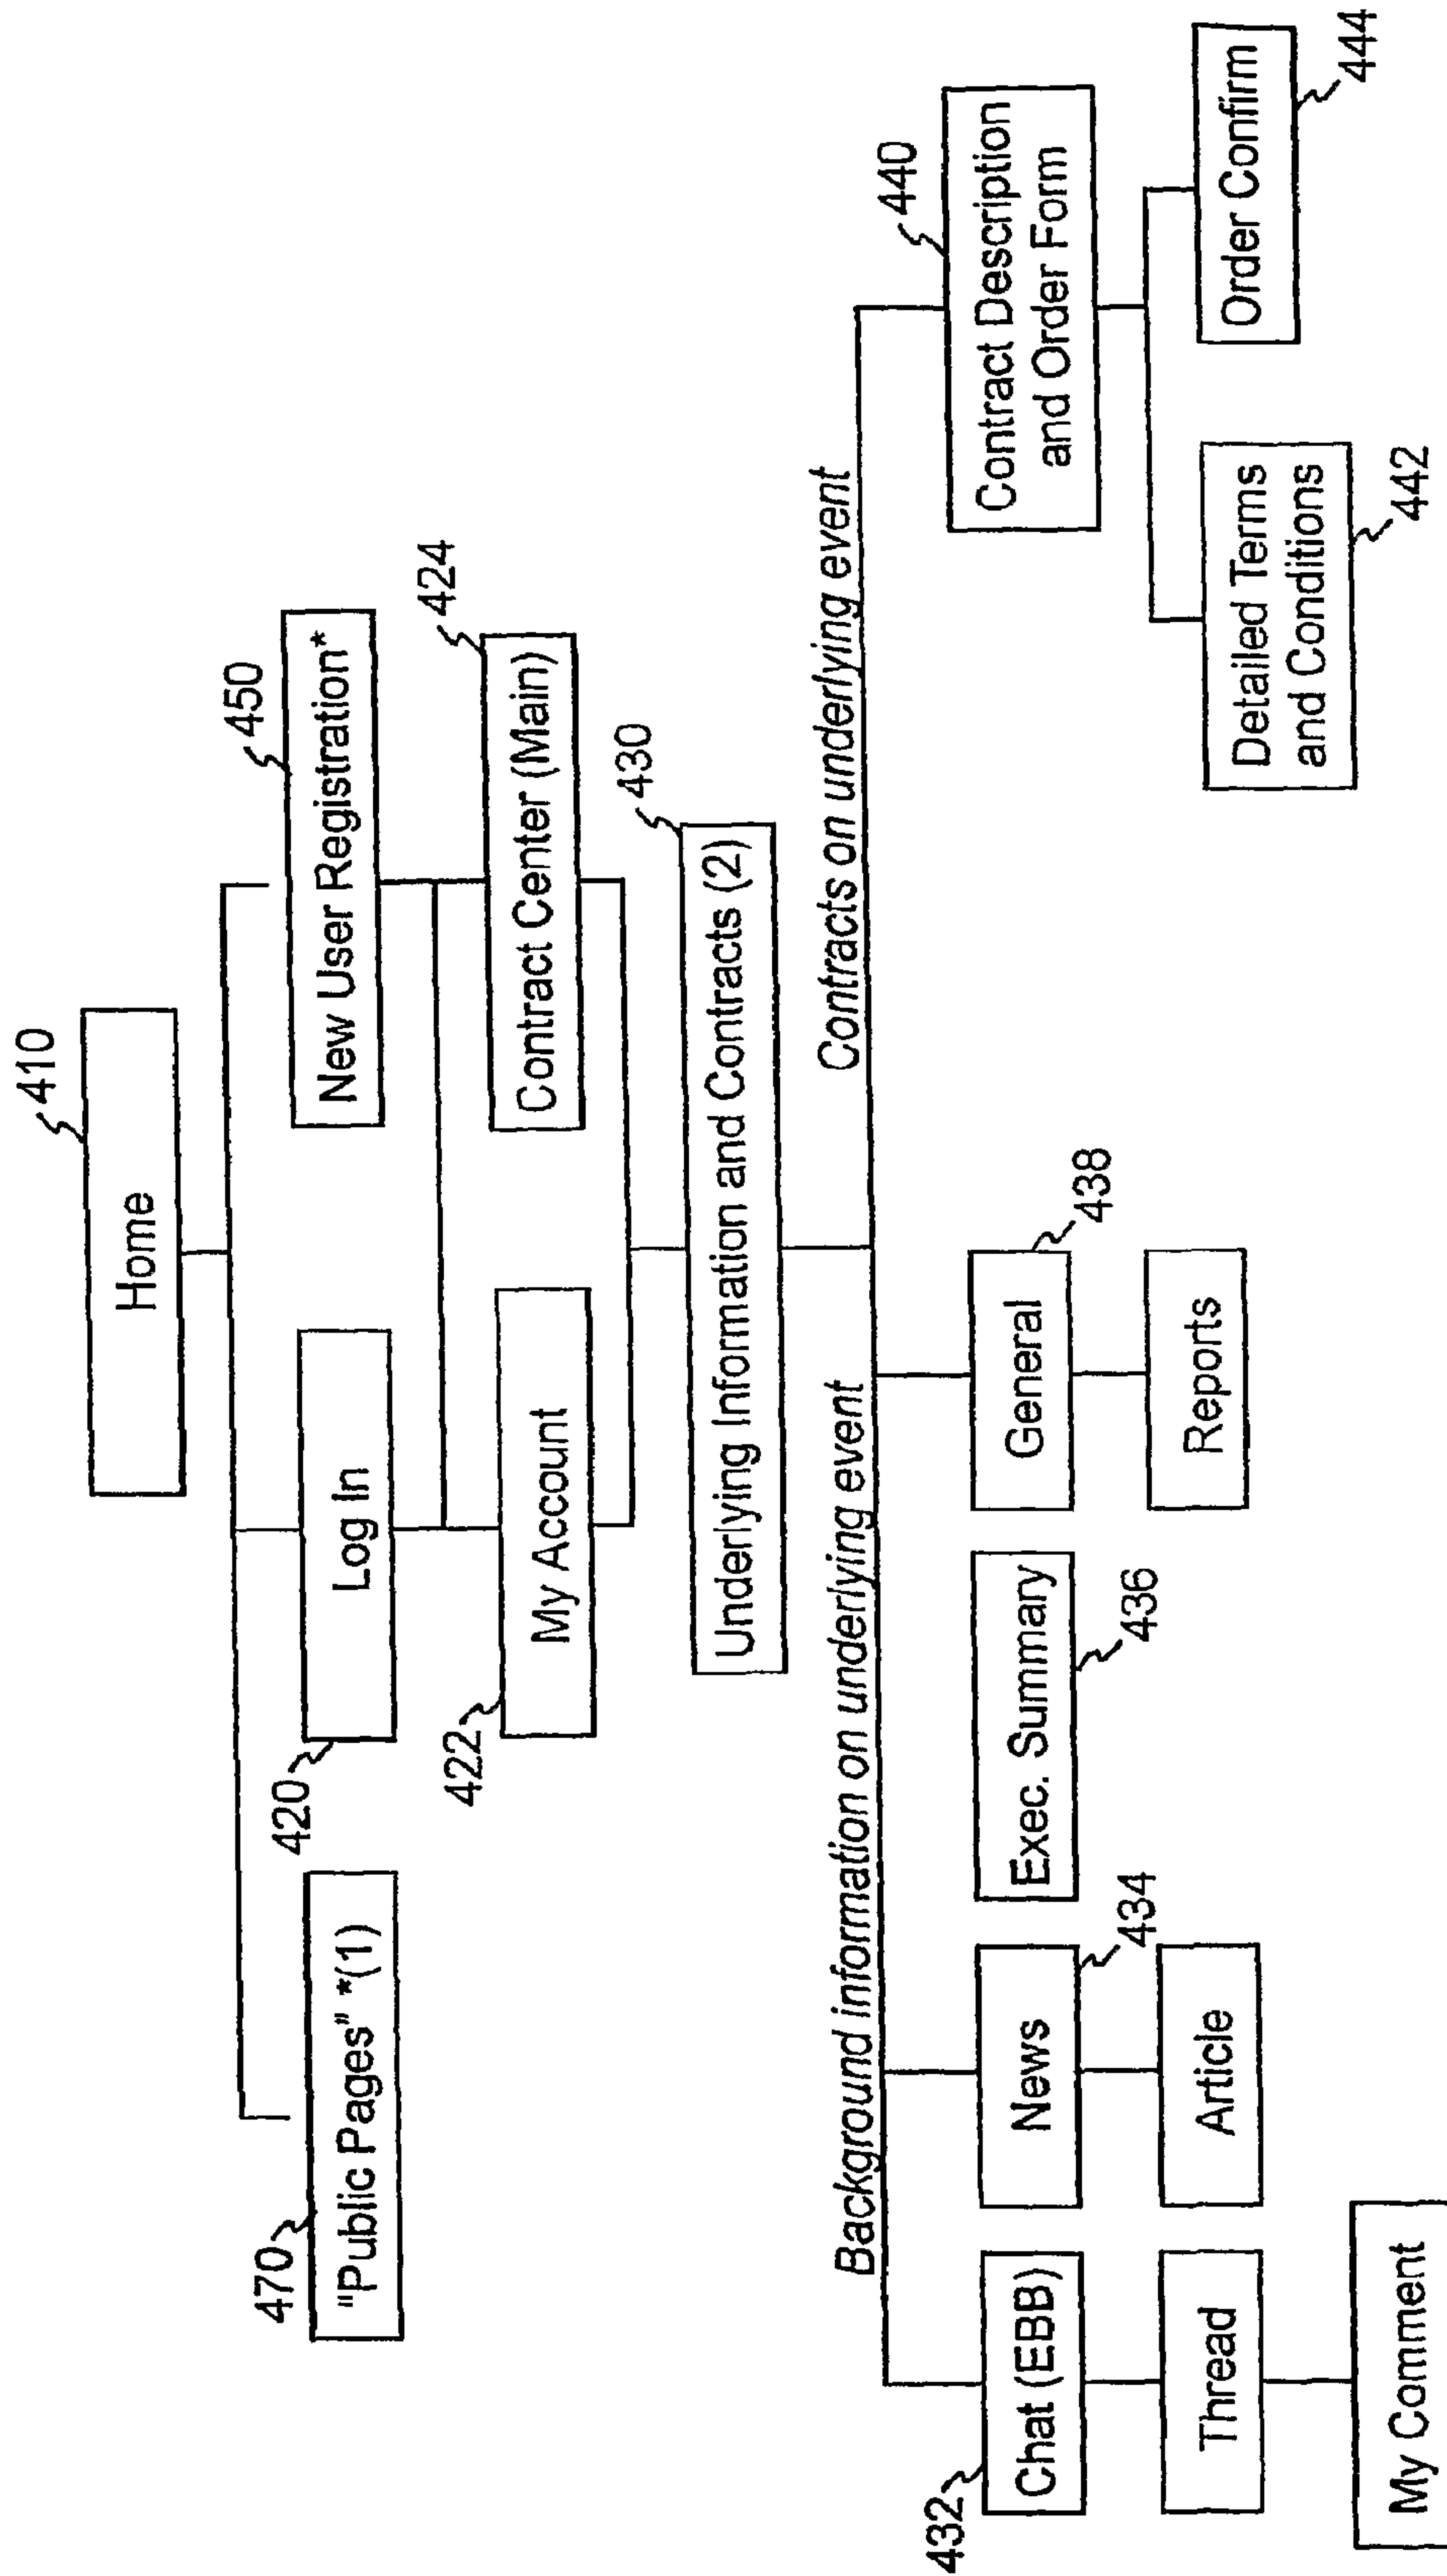 410
Home
470
"Public Pages" *(1)
420
Log In
450
New User Registration*
422
My Account
424
Contract Center (Main)
430
Underlying Information and Contracts (2)
Background information on underlying event
Contracts on underlying event
432
Chat (EBB)
Thread
My Comment
News
434
Article
Exec. Summary
436
General
438
Reports
440
Contract Description
and Order Form
Detailed Terms
and Conditions
442
Order Confirm
444